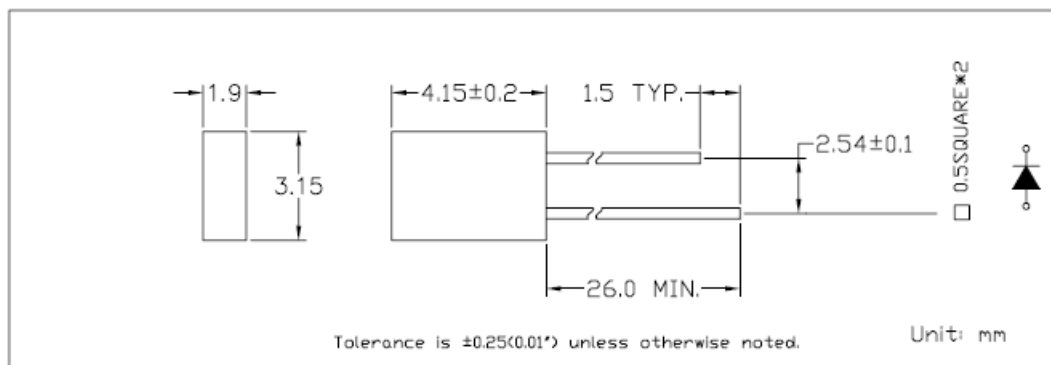 1.9
4.15±0.2
1.5 TYP.
3.15
2.54±0.1
□ 0.5SQUARE*2
26.0 MIN.
Tolerance is ±0.25(0.01") unless otherwise noted.
Unit: mm